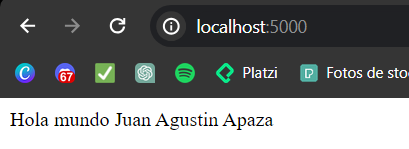 localhost:5000
67
Platzi
Fotos de sto
Hola mundo Juan Agustin Apaza